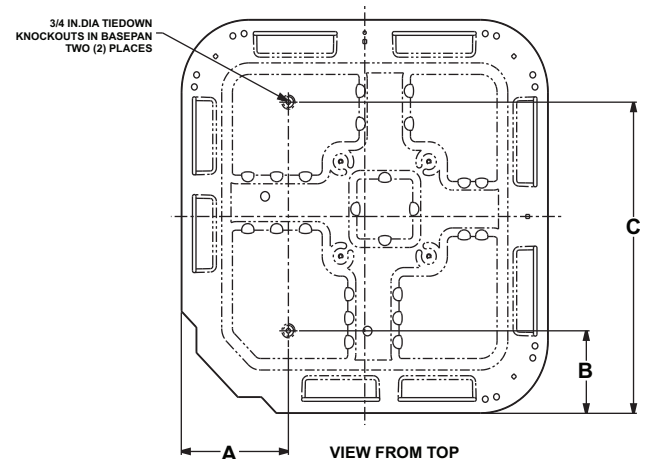 3/4 IN.DIA TIEDOWN
KNOCKOUTS IN BASEPAN
TWO (2) PLACES
C
B
A
VIEW FROM TOP